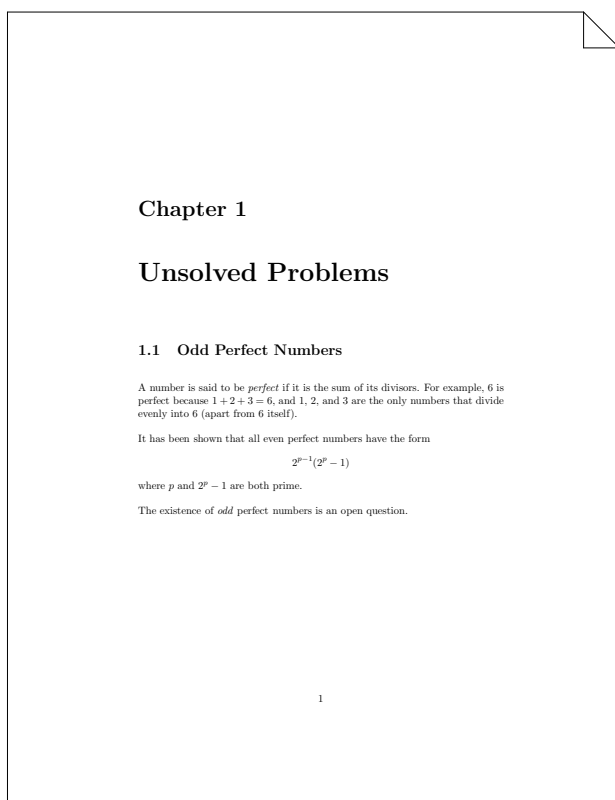 Chapter 1
Unsolved Problems
1.1 Odd Perfect Numbers
A number is said to be perfect if it is the sum of its divisors. For example, 6 is
perfect because 1 + 2 + 3 = 6, and 1, 2, and 3 are the only numbers that divide
evenly into 6 (apart from 6 itself).
It has been shown that all even perfect numbers have the form
2^{p−1}(2^p − 1)
where p and 2^p − 1 are both prime.
The existence of odd perfect numbers is an open question.
1